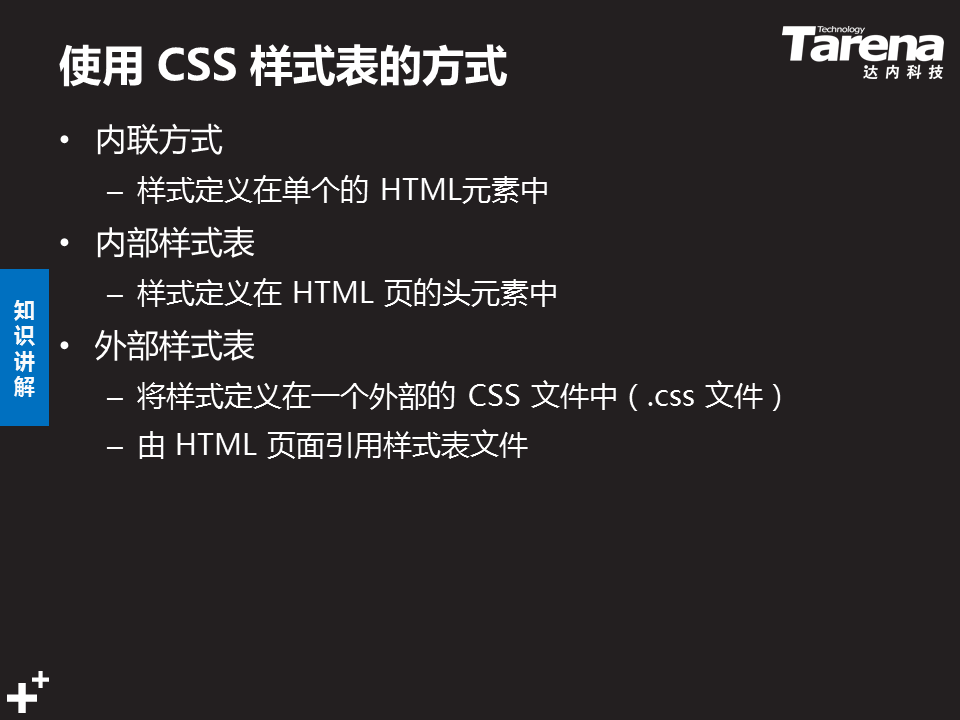 使用 CSS 样式表的方式
Technology
Tarena
达内科技
• 内联方式
– 样式定义在单个的 HTML元素中
• 内部样式表
– 样式定义在 HTML 页的头元素中
• 外部样式表
– 将样式定义在一个外部的 CSS 文件中（.css 文件）
– 由 HTML 页面引用样式表文件
知识讲解